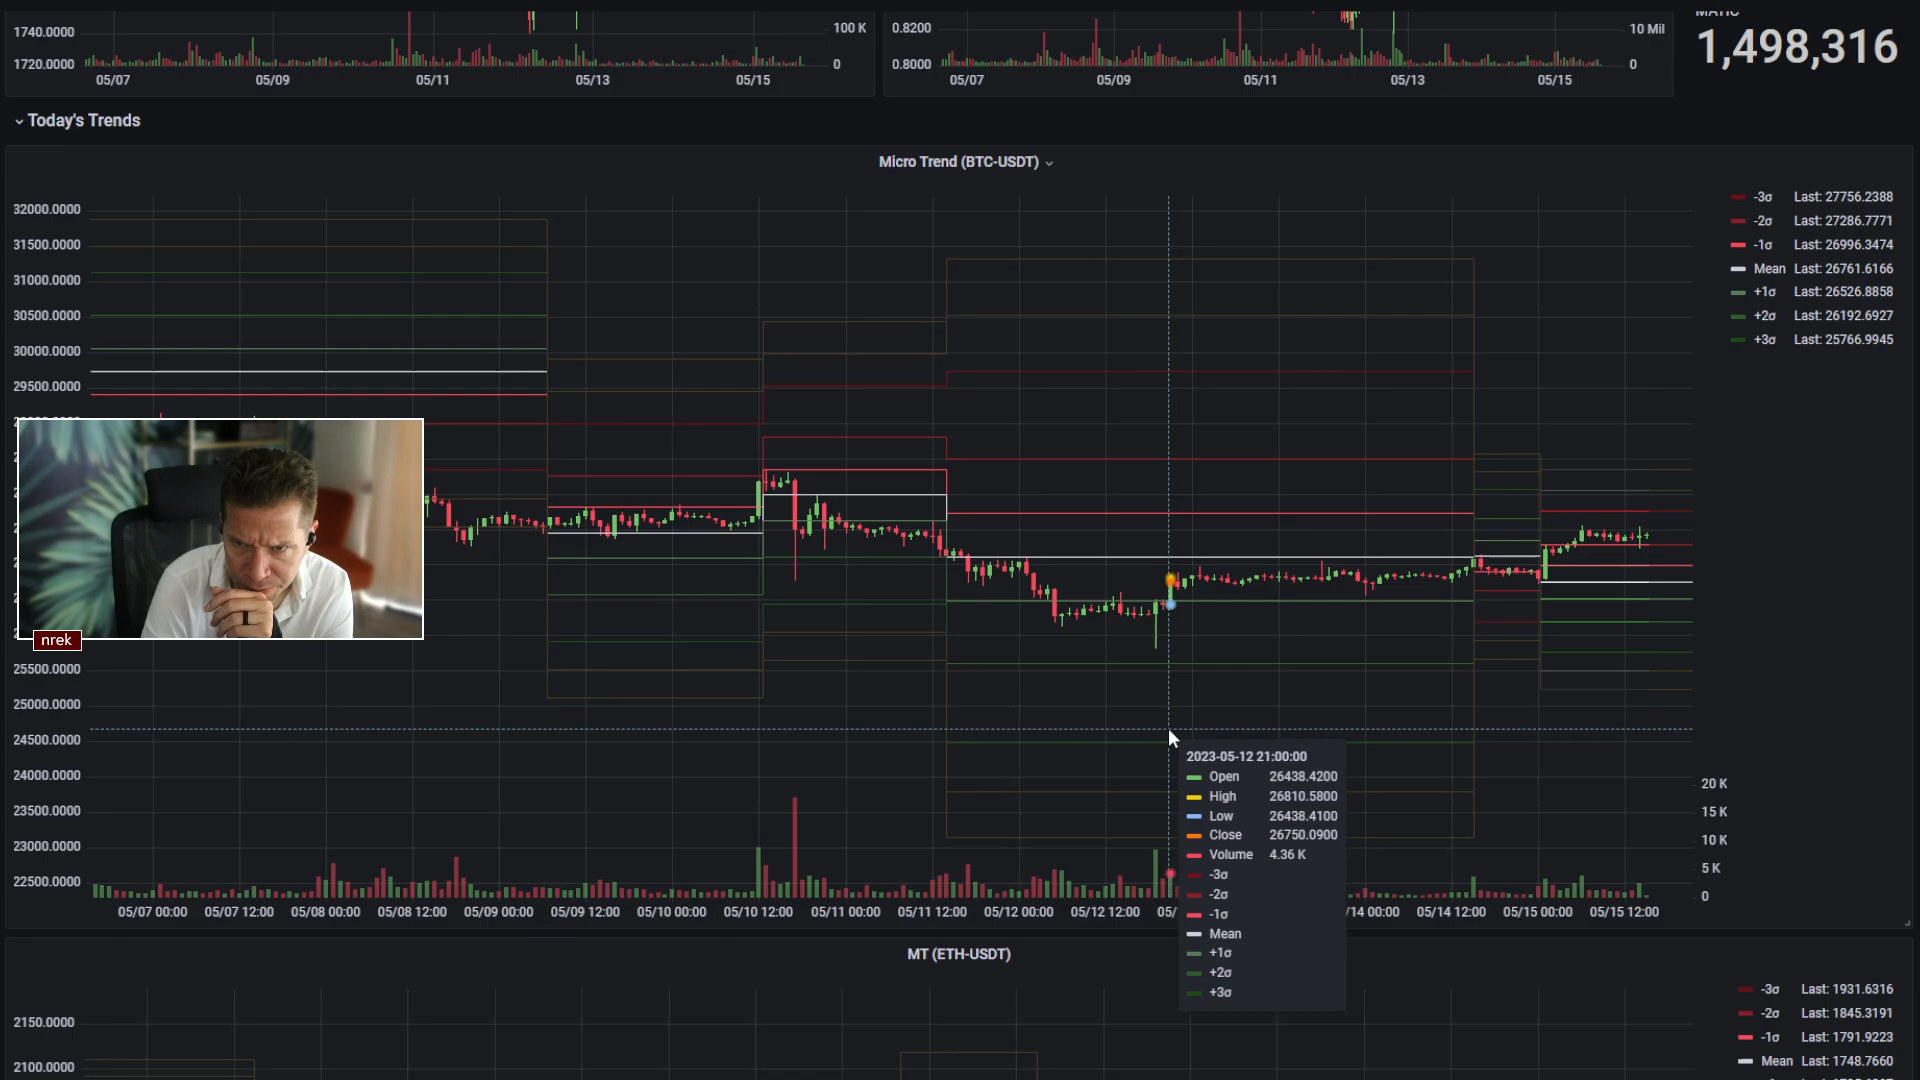 1740.0000
1720.0000
100 K
0
05/07 05/09 05/11 05/13 05/15
0.8200
0.8000
10 Mil
0
05/07 05/09 05/11 05/13 05/15
MATIC
1,498,316
Today's Trends
Micro Trend (BTC-USDT)
32000.0000
31500.0000
31000.0000
30500.0000
30000.0000
29500.0000
25500.0000
25000.0000
24500.0000
24000.0000
23500.0000
23000.0000
22500.0000
-3σ Last: 27756.2388
-2σ Last: 27286.7771
-1σ Last: 26996.3474
Mean Last: 26761.6166
+1σ Last: 26526.8858
+2σ Last: 26192.6927
+3σ Last: 25766.9945
nrek
20 K
15 K
10 K
5 K
0
2023-05-12 21:00:00
Open 26438.4200
High 26810.5800
Low 26438.4100
Close 26750.0900
Volume 4.36 K
-3σ
-2σ
-1σ
Mean
+1σ
+2σ
+3σ
05/07 00:00 05/07 12:00 05/08 00:00 05/08 12:00 05/09 00:00 05/09 12:00 05/10 00:00 05/10 12:00 05/11 00:00 05/11 12:00 05/12 00:00 05/12 12:00 05/ /14 00:00 05/14 12:00 05/15 00:00 05/15 12:00
MT (ETH-USDT)
2150.0000
2100.0000
-3σ Last: 1931.6316
-2σ Last: 1845.3191
-1σ Last: 1791.9223
Mean Last: 1748.7660